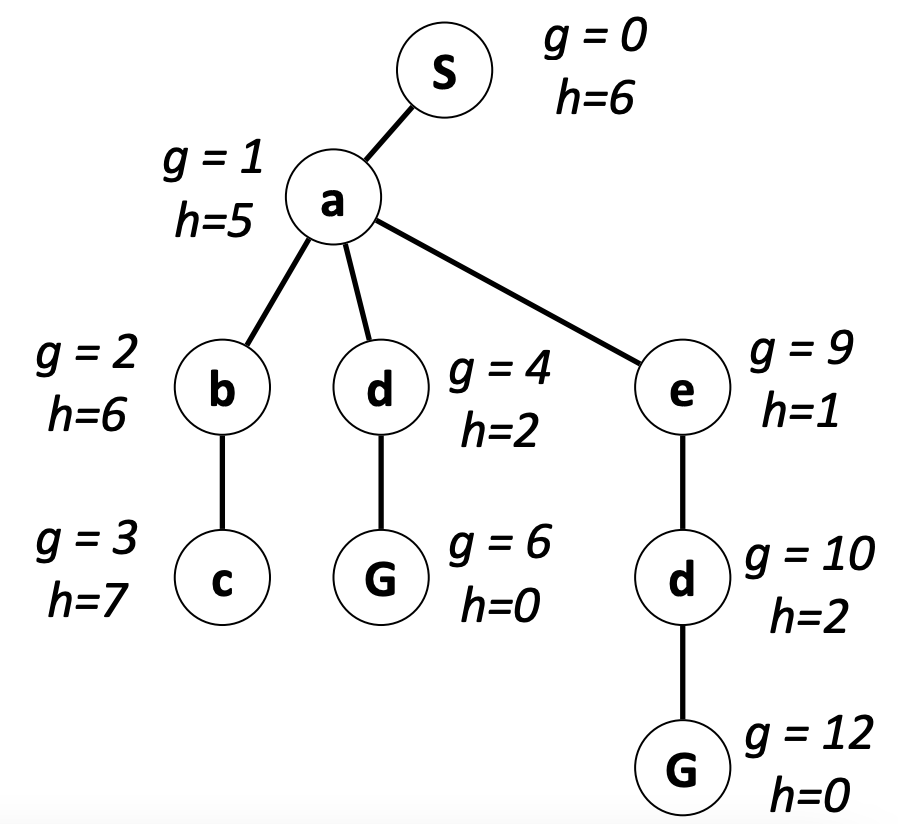 S
g = 0
h=6
g = 1
h=5
a
g = 2
h=6
b
d
g = 4
h=2
e
g = 9
h=1
g = 3
h=7
c
G
g = 6
h=0
d
g = 10
h=2
G
g = 12
h=0